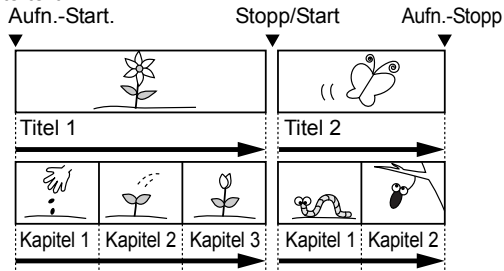 Aufn.-Start. Stopp/Start Aufn.-Stopp
Titel 1 Titel 2
Kapitel 1 Kapitel 2 Kapitel 3 Kapitel 1 Kapitel 2